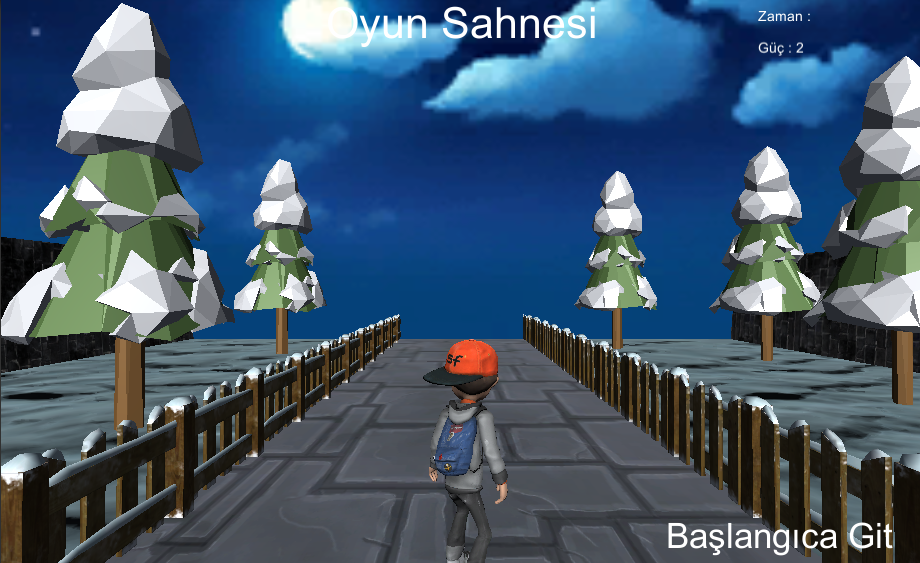 Oyun Sahnesi
Zaman :
Güç : 2
sf
Başlangıca Git